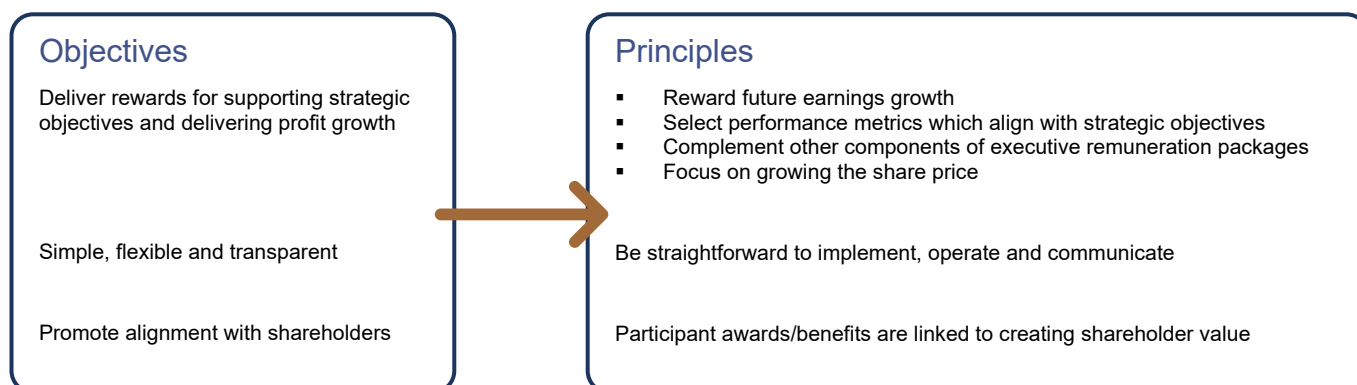 Objectives
Deliver rewards for supporting strategic
objectives and delivering profit growth
Simple, flexible and transparent
Promote alignment with shareholders
Principles
▪ Reward future earnings growth
▪ Select performance metrics which align with strategic objectives
▪ Complement other components of executive remuneration packages
▪ Focus on growing the share price
Be straightforward to implement, operate and communicate
Participant awards/benefits are linked to creating shareholder value